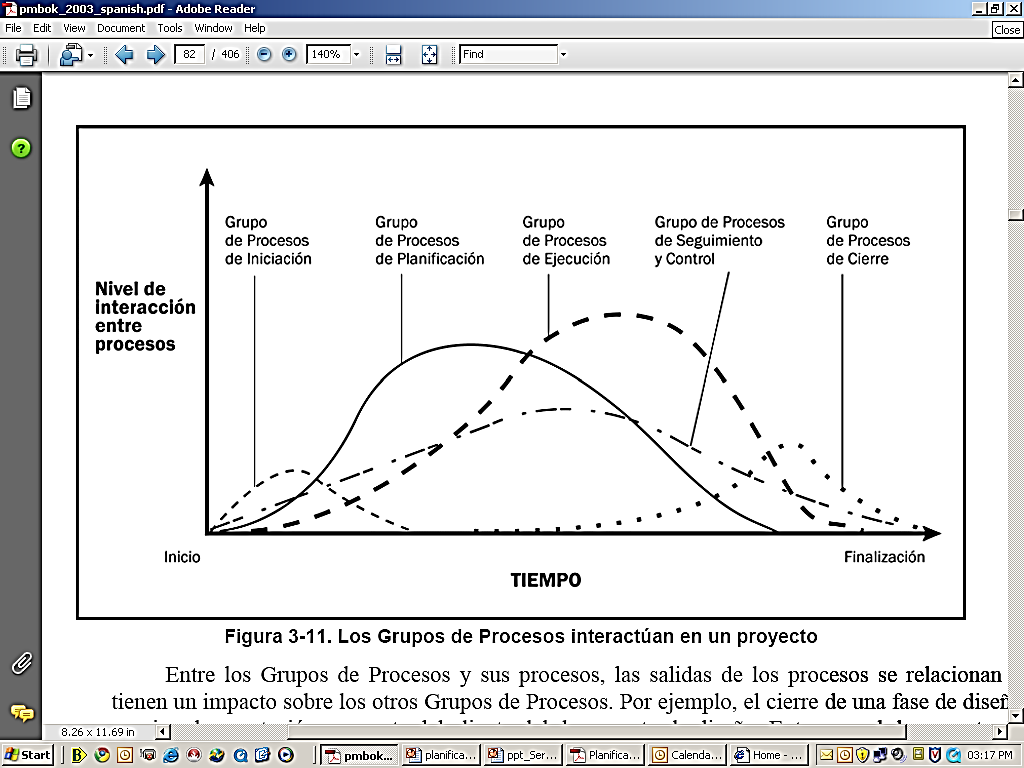 pmbok_2003_spanish.pdf - Adobe Reader
File Edit View Document Tools Window Help
Close
82 / 406 140% Find
Grupo
de Procesos
de Iniciación
Grupo
de Procesos
de Planificación
Grupo
de Procesos
de Ejecución
Grupo de Procesos
de Seguimiento
y Control
Grupo
de Procesos
de Cierre
Nivel de
interacción
entre
procesos
Inicio
Finalización
TIEMPO
Figura 3-11. Los Grupos de Procesos interactúan en un proyecto
Entre los Grupos de Procesos y sus procesos, las salidas de los procesos se relacionan
tienen un impacto sobre los otros Grupos de Procesos. Por ejemplo, el cierre de una fase de diseñ
8.26 x 11.69 in
Start pmbok... planifica... ppt_Ser... Planifica... Calenda... Home - ... 03:17 PM